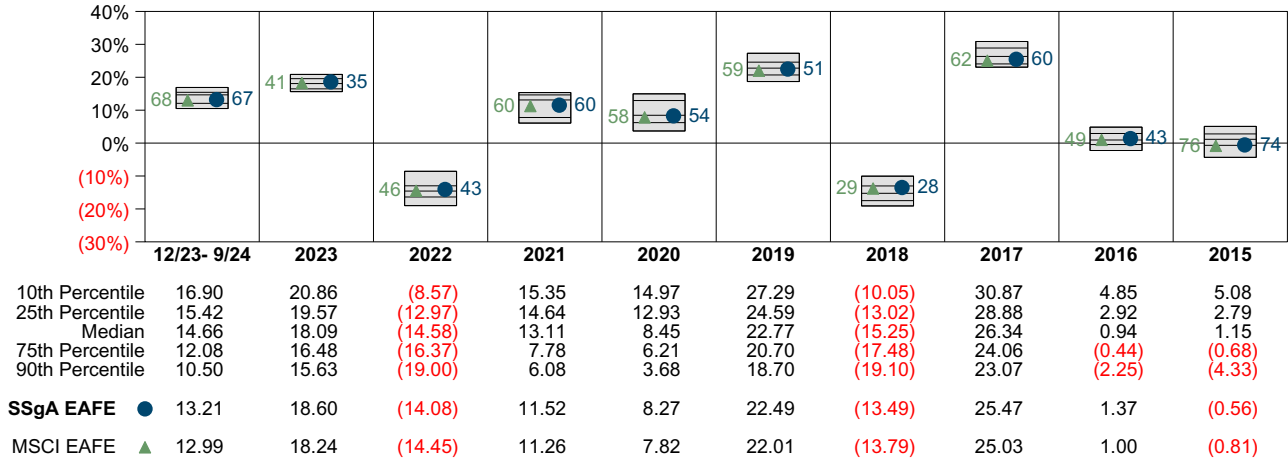 40%
30%
20%
10%
0%
(10%)
(20%)
(30%)
68 67
41 35
46 43
60 60
58 54
59 51
29 28
62 60
49 43
76 74
12/23- 9/24 2023 2022 2021 2020 2019 2018 2017 2016 2015
10th Percentile 16.90 20.86 (8.57) 15.35 14.97 27.29 (10.05) 30.87 4.85 5.08
25th Percentile 15.42 19.57 (12.97) 14.64 12.93 24.59 (13.02) 28.88 2.92 2.79
Median 14.66 18.09 (14.58) 13.11 8.45 22.77 (15.25) 26.34 0.94 1.15
75th Percentile 12.08 16.48 (16.37) 7.78 6.21 20.70 (17.48) 24.06 (0.44) (0.68)
90th Percentile 10.50 15.63 (19.00) 6.08 3.68 18.70 (19.10) 23.07 (2.25) (4.33)
SSgA EAFE 13.21 18.60 (14.08) 11.52 8.27 22.49 (13.49) 25.47 1.37 (0.56)
MSCI EAFE 12.99 18.24 (14.45) 11.26 7.82 22.01 (13.79) 25.03 1.00 (0.81)